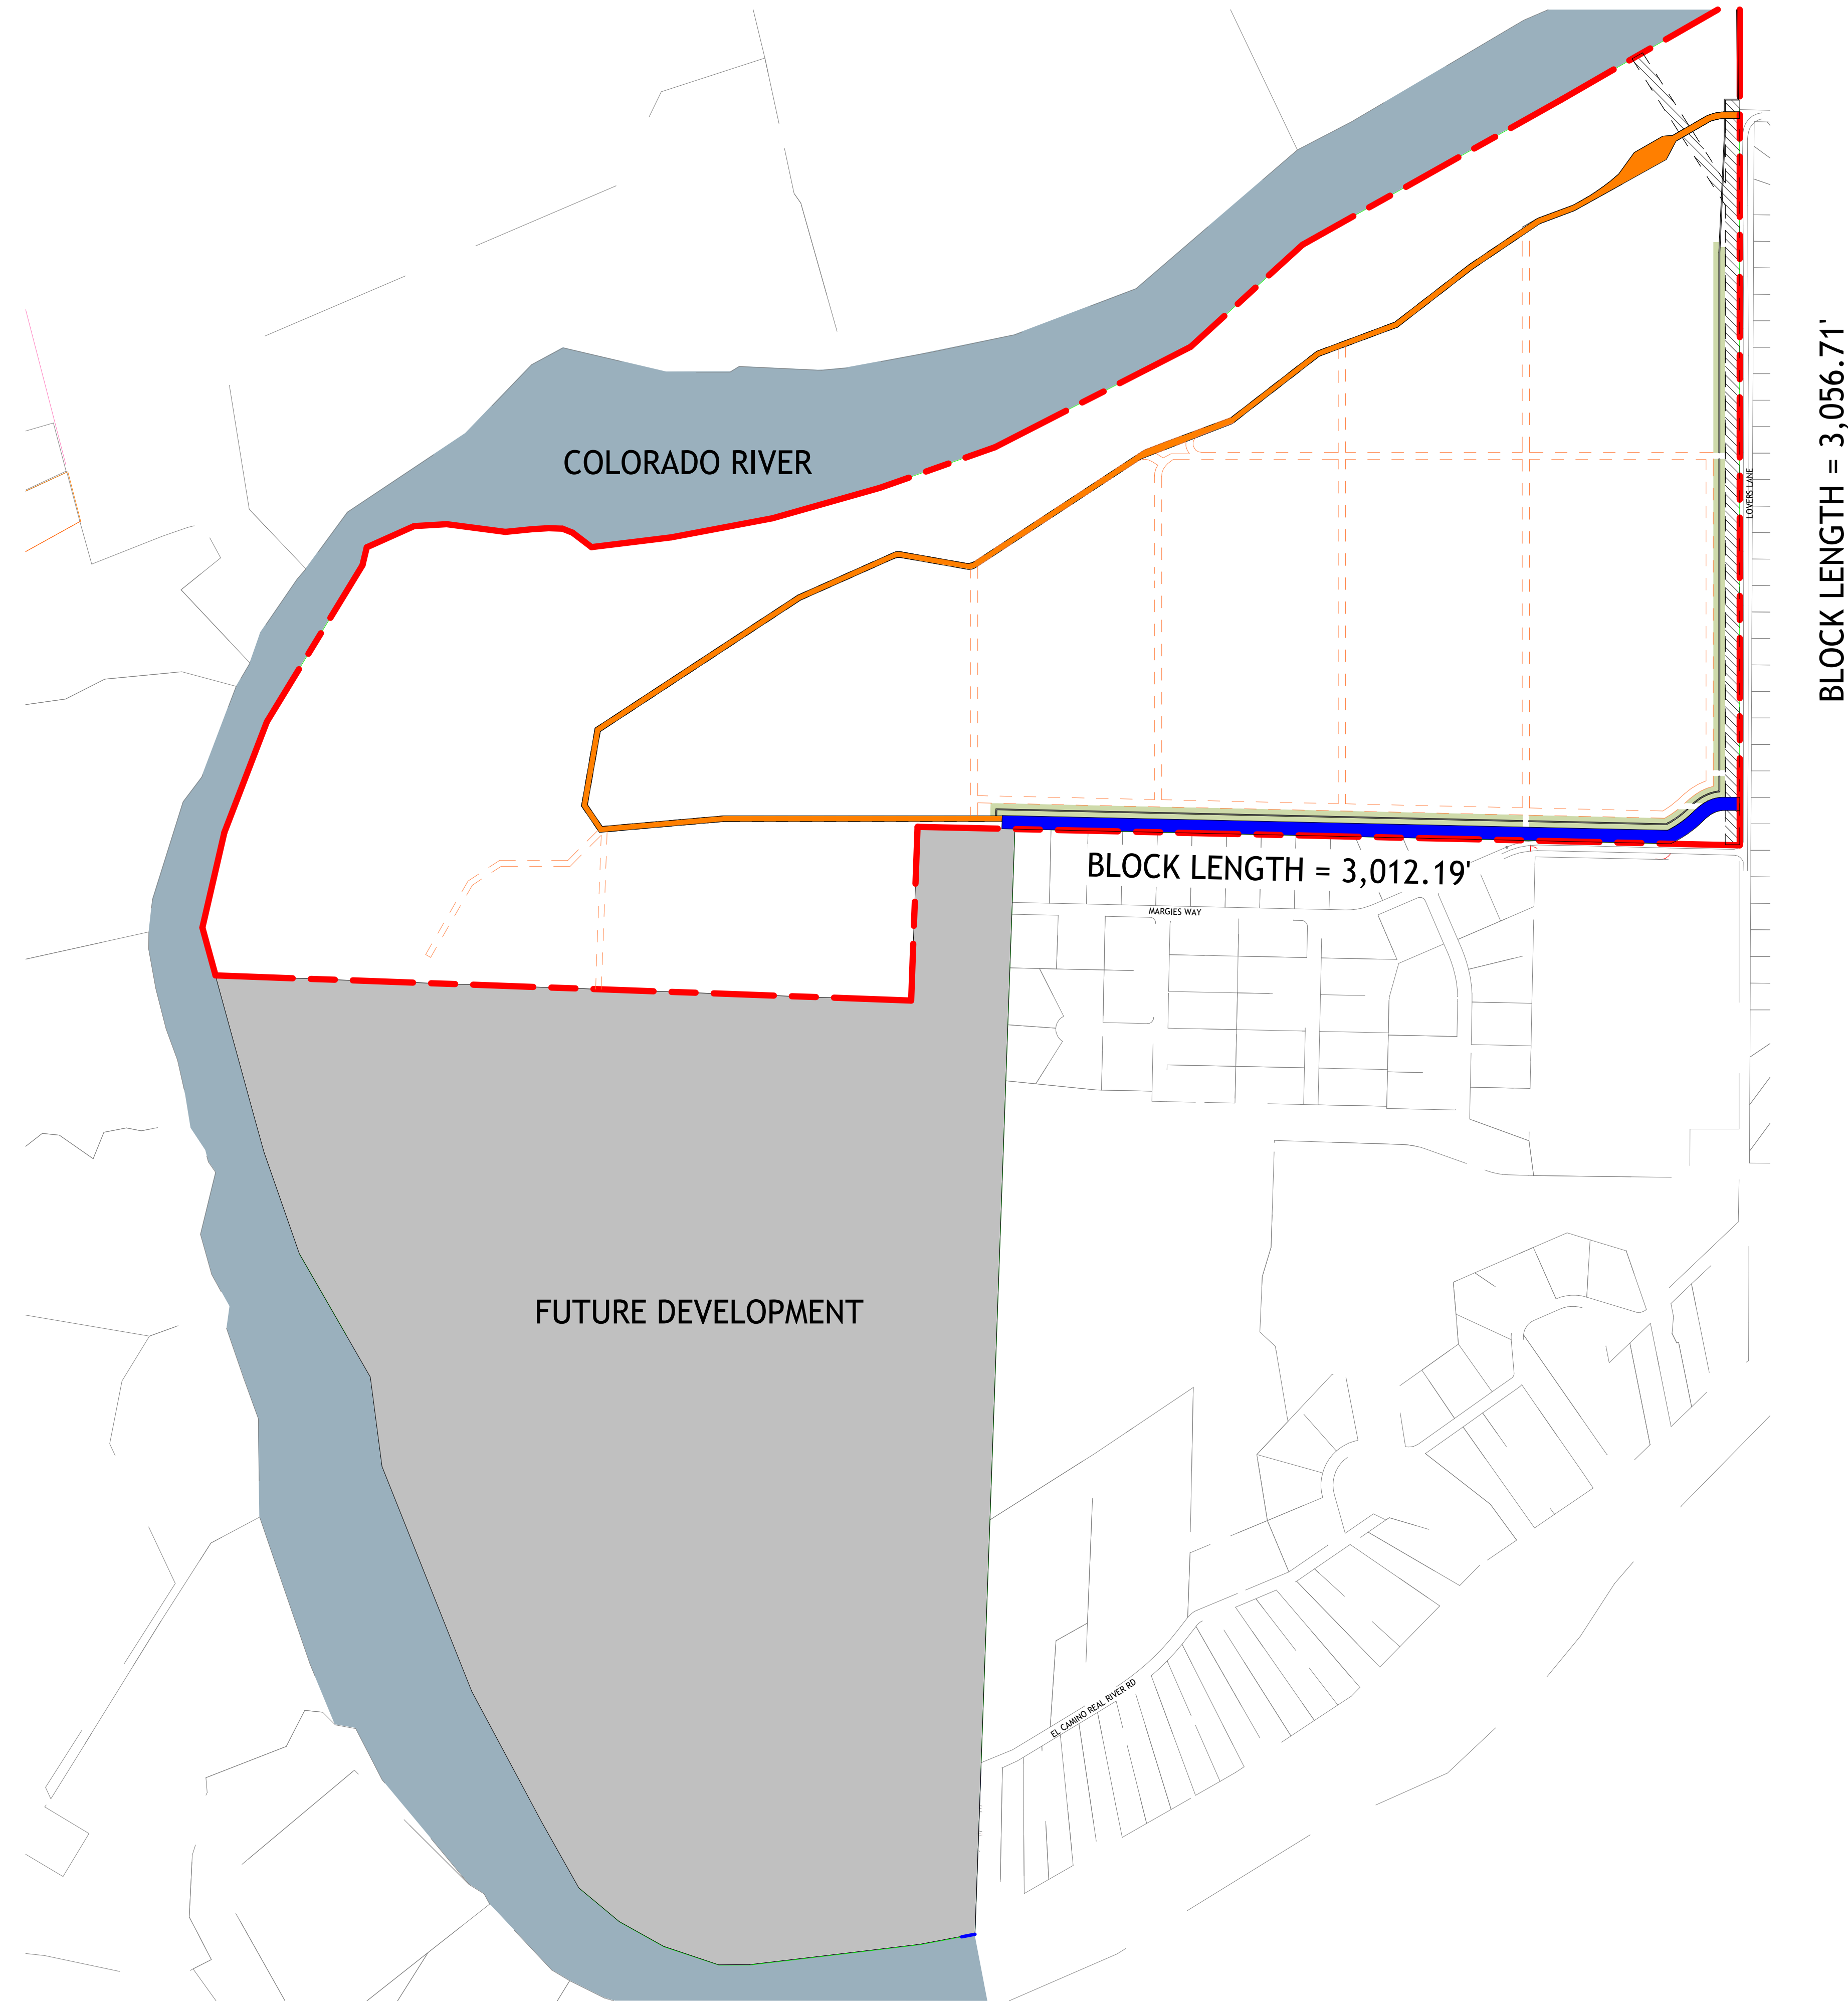 COLORADO RIVER
BLOCK LENGTH = 3,056.71'
LOVERS LANE
BLOCK LENGTH = 3,012.19'
MARGIES WAY
FUTURE DEVELOPMENT
EL CAMINO REAL RIVER RD